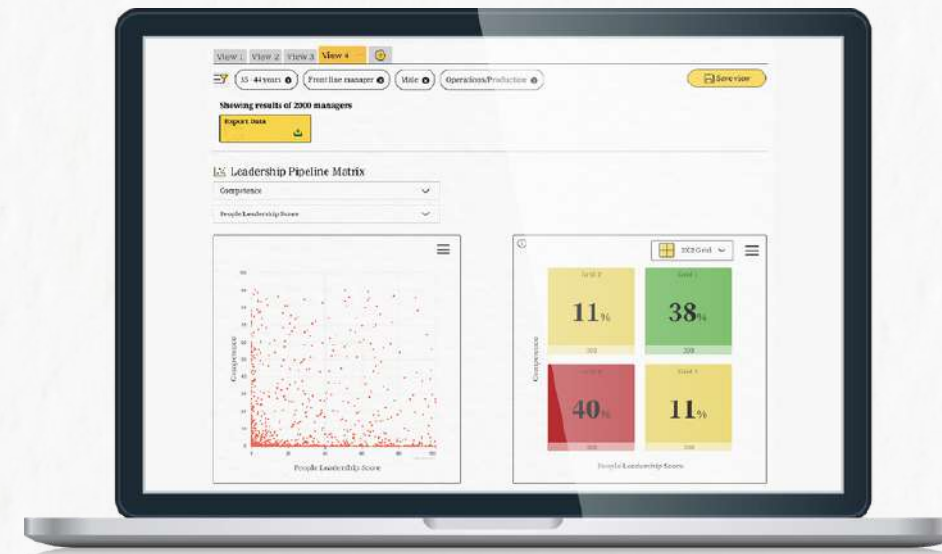 View 1 View 2 View 3 View 4
35 - 44 years Front line manager Male Operations/Production
Save view
Showing results of 2000 managers
Export Data
Leadership Pipeline Matrix
Competence
People Leadership Score
2X2 Grid
Competence
People Leadership Score
Competence
11%
38%
40%
11%
People Leadership Score